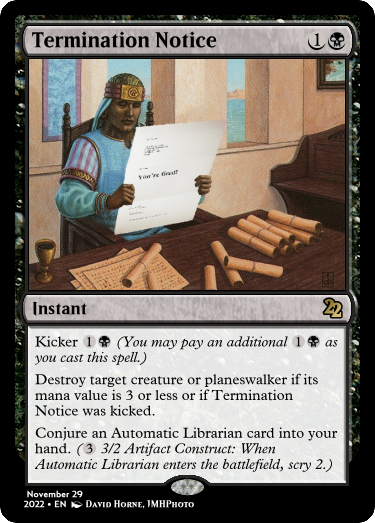 Termination Notice 1
You're fired!
Instant
22
Kicker 1 (You may pay an additional 1 as
you cast this spell.)
Destroy target creature or planeswalker if its
mana value is 3 or less or if Termination
Notice was kicked.
Conjure an Automatic Librarian card into your
hand. ( 3 3/2 Artifact Construct: When
Automatic Librarian enters the battlefield, scry 2.)
November 29
2022 • EN DAVID HORNE, JMHPHOTO